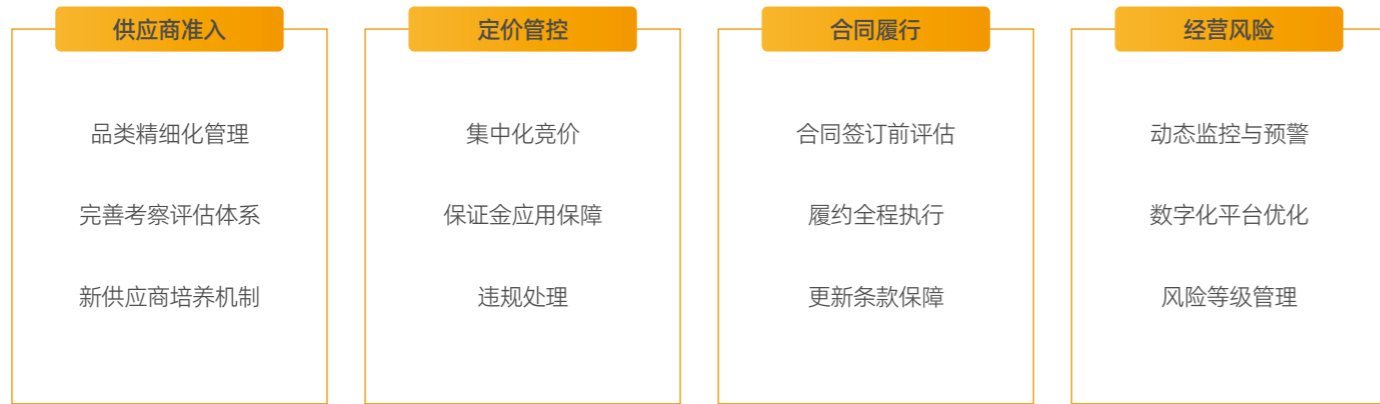 供应商准入
品类精细化管理
完善考察评估体系
新供应商培养机制
定价管控
集中化竞价
保证金应用保障
违规处理
合同履行
合同签订前评估
履约全程执行
更新条款保障
经营风险
动态监控与预警
数字化平台优化
风险等级管理